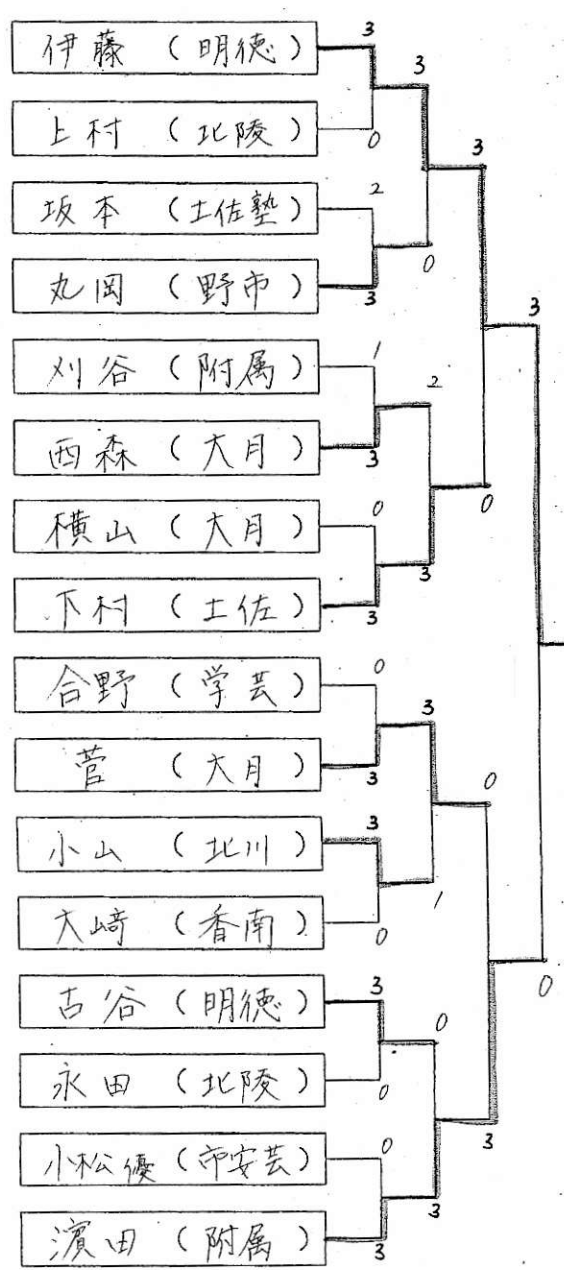 伊藤 (明徳)
3
3
上村 (北陵)
0
3
坂本 (土佐塾)
2
0
丸岡 (野市)
3
3
刈谷 (附属)
1
2
西森 (大月)
3
0
横山 (大月)
0
3
下村 (土佐)
3
合野 (学芸)
0
3
菅 (大月)
3
0
小山 (北川)
3
1
大﨑 (香南)
0
0
古谷 (明徳)
3
0
永田 (北陵)
0
3
小松優 (市安芸)
0
3
濱田 (附属)
3